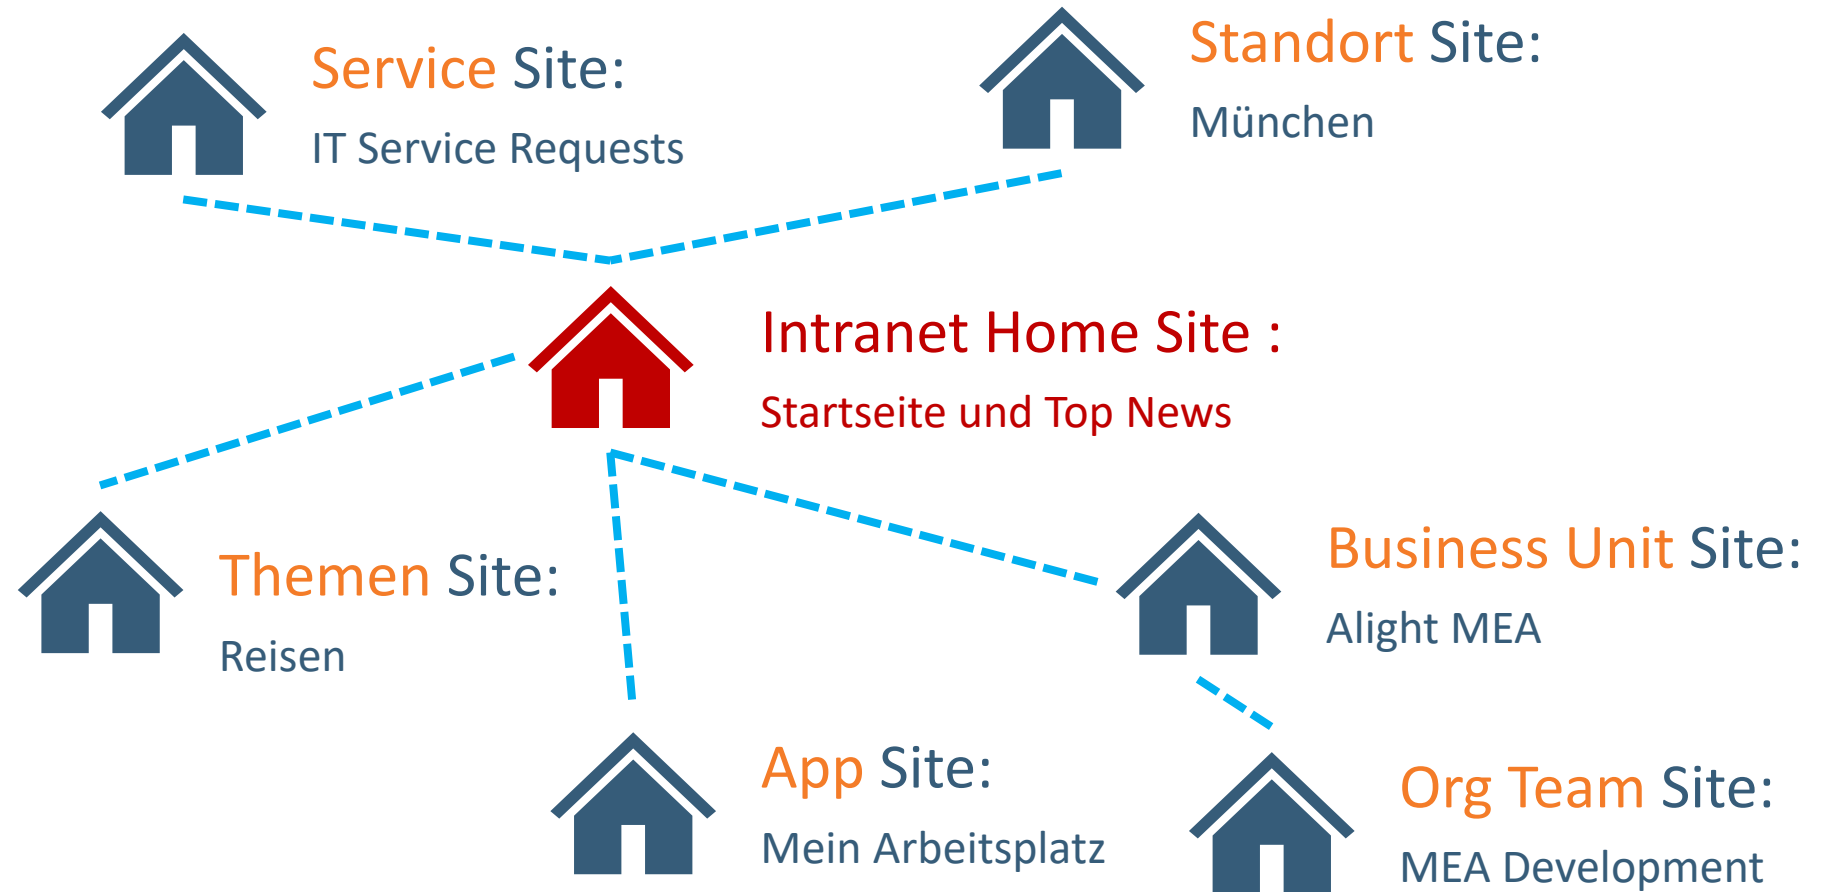 Service Site:
IT Service Requests
Standort Site:
München
Intranet Home Site :
Startseite und Top News
Themen Site:
Reisen
Business Unit Site:
Alight MEA
App Site:
Mein Arbeitsplatz
Org Team Site:
MEA Development